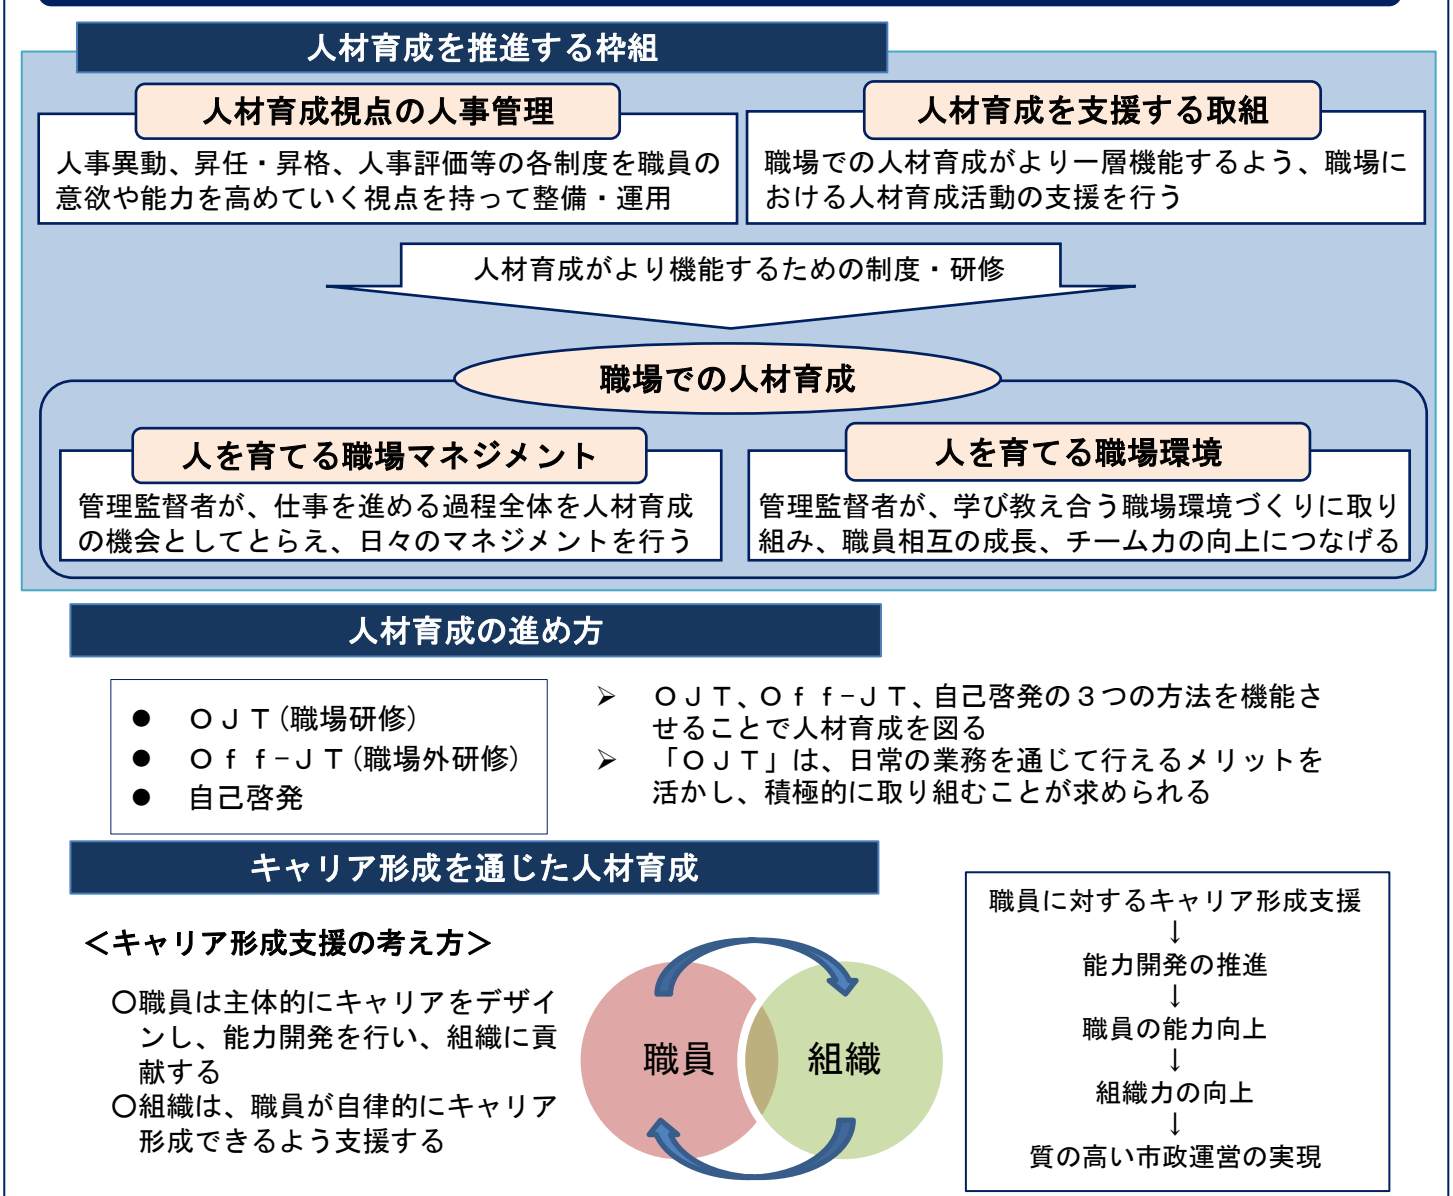 人材育成を推進する枠組
人材育成視点の人事管理
人事異動、昇任・昇格、人事評価等の各制度を職員の
意欲や能力を高めていく視点を持って整備・運用
人材育成を支援する取組
職場での人材育成がより一層機能するよう、職場に
おける人材育成活動の支援を行う
人材育成がより機能するための制度・研修
職場での人材育成
人を育てる職場マネジメント
管理監督者が、仕事を進める過程全体を人材育成
の機会としてとらえ、日々のマネジメントを行う
人を育てる職場環境
管理監督者が、学び教え合う職場環境づくりに取り
組み、職員相互の成長、チーム力の向上につなげる
人材育成の進め方
● ＯＪＴ(職場研修)
● Ｏｆｆ-ＪＴ(職場外研修)
● 自己啓発
➢ ＯＪＴ、Ｏｆｆ-ＪＴ、自己啓発の３つの方法を機能さ
せることで人材育成を図る
➢ 「ＯＪＴ」は、日常の業務を通じて行えるメリットを
活かし、積極的に取り組むことが求められる
キャリア形成を通じた人材育成
＜キャリア形成支援の考え方＞
○職員は主体的にキャリアをデザイ
ンし、能力開発を行い、組織に貢
献する
○組織は、職員が自律的にキャリア
形成できるよう支援する
職員
組織
職員に対するキャリア形成支援
↓
能力開発の推進
↓
職員の能力向上
↓
組織力の向上
↓
質の高い市政運営の実現